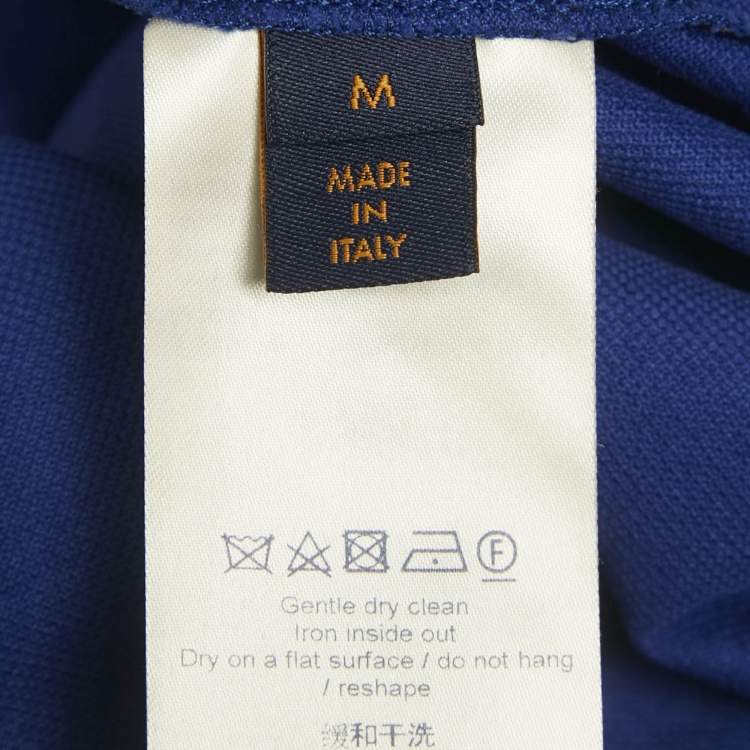 M
MADE
IN
ITALY
F
Gentle dry clean
Iron inside out
Dry on a flat surface / do not hang
/ reshape
缓和干洗